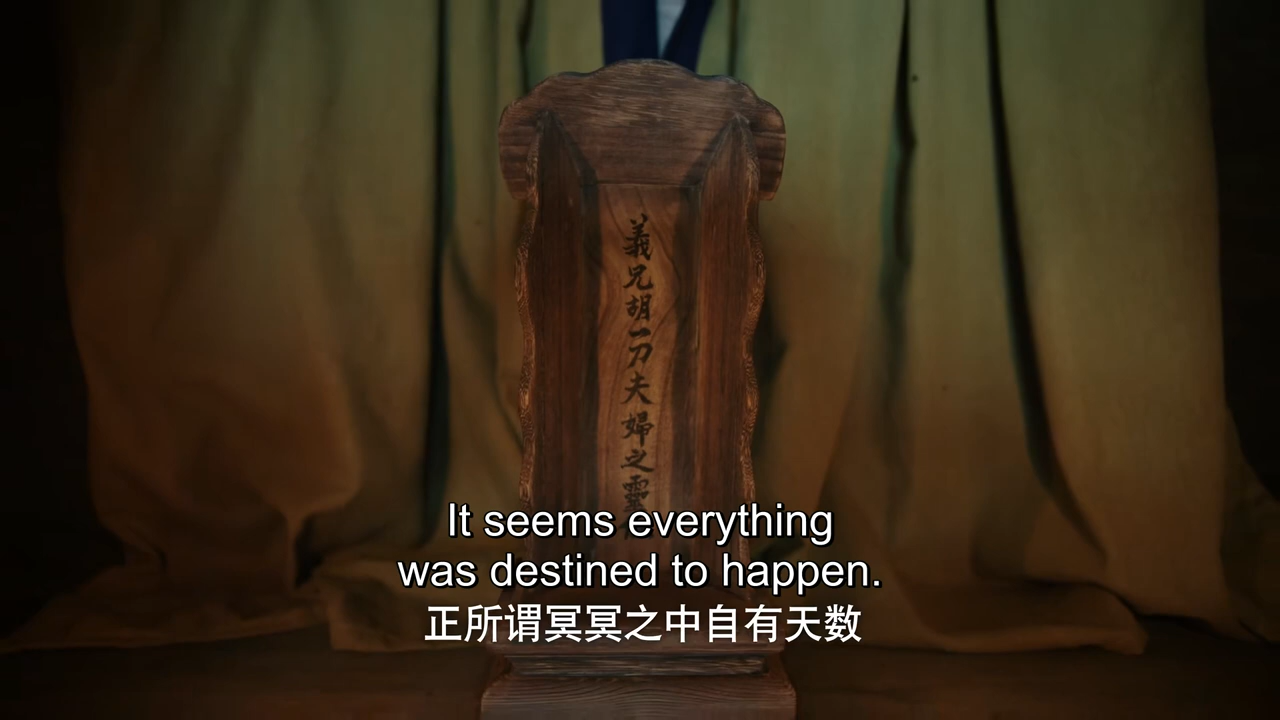 義兄胡一刀夫婦之靈
It seems everything
was destined to happen.
正所谓冥冥之中自有天数